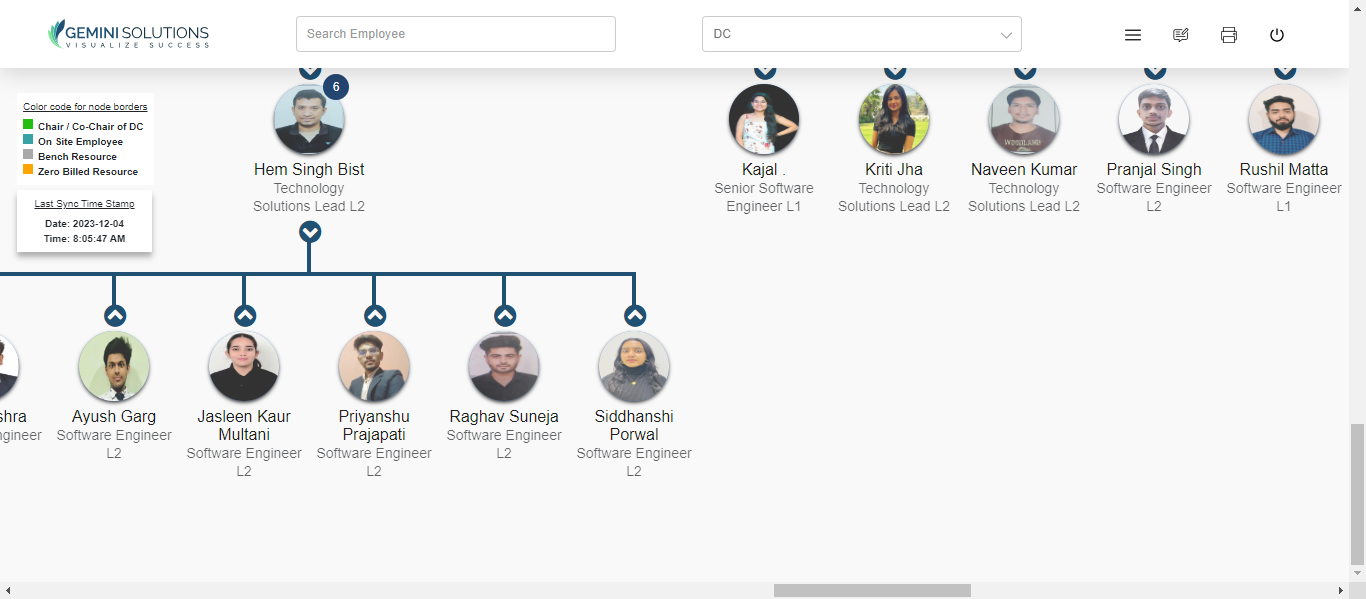 GEMINI SOLUTIONS
VISUALIZE SUCCESS
Search Employee
DC
Color code for node borders
Chair / Co-Chair of DC
On Site Employee
Bench Resource
Zero Billed Resource
Last Sync Time Stamp
Date: 2023-12-04
Time: 8:05:47 AM
6
Hem Singh Bist
Technology
Solutions Lead L2
Kajal .
Senior Software
Engineer L1
Kriti Jha
Technology
Solutions Lead L2
Naveen Kumar
Technology
Solutions Lead L2
Pranjal Singh
Software Engineer
L2
Rushil Matta
Software Engineer
L1
shra
ngineer
Ayush Garg
Software Engineer
L2
Jasleen Kaur
Multani
Software Engineer
L2
Priyanshu
Prajapati
Software Engineer
L2
Raghav Suneja
Software Engineer
L2
Siddhanshi
Porwal
Software Engineer
L2